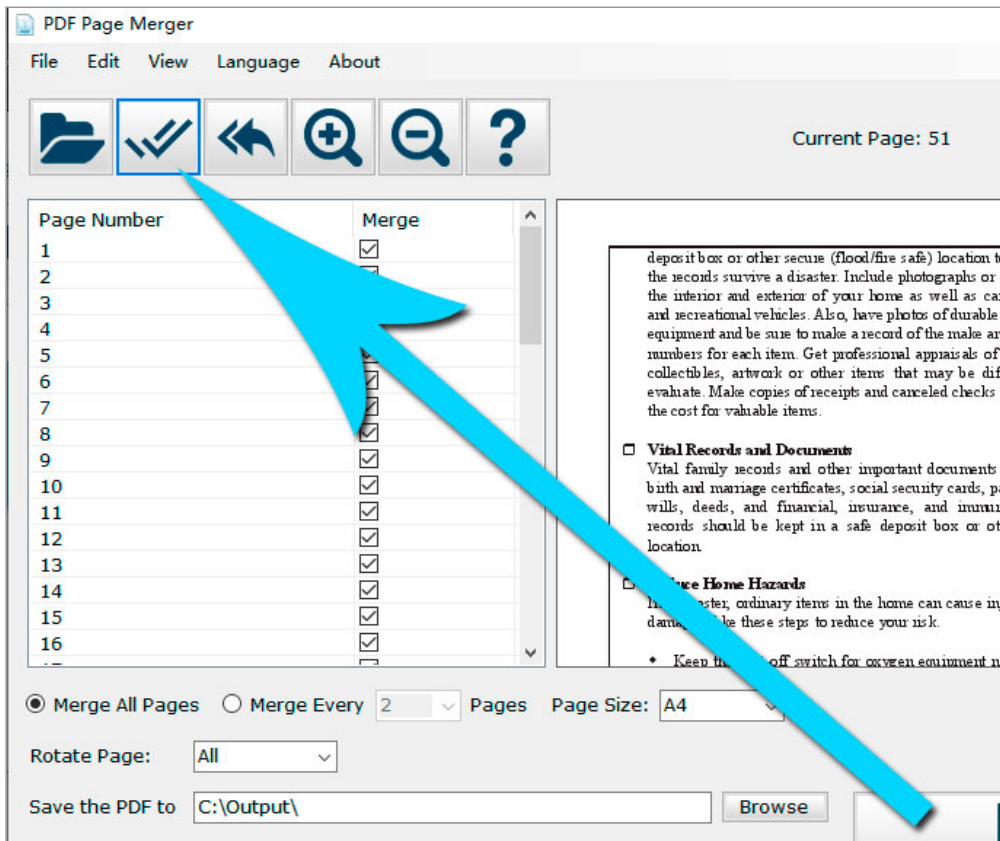 PDF Page Merger
File Edit View Language About
Current Page: 51
Page Number Merge
1
2
3
4
5
6
7
8
9
10
11
12
13
14
15
16
deposit box or other secure (flood/fire safe) location
the records survive a disaster. Include photographs or
the interior and exterior of your home as well as
and recreational vehicles. Also, have photos of durable
equipment and be sure to make a record of the make
numbers for each item. Get professional appraisals of
collectibles, artwork or other items that may be
evaluate. Make copies of receipts and canceled checks
the cost for valuable items.
Vital Records and Documents
Vital family records and other important documents
birth and marriage certificates, social security cards,
wills, deeds, and financial, insurance, and
records should be kept in a safe deposit box or
location
Home Hazards
ordinary items in the home can cause
these steps to reduce your risk.
• Keep off switch for oxygen equipment
Merge All Pages Merge Every 2 Pages Page Size: A4
Rotate Page: All
Save the PDF to C:\Output\ Browse